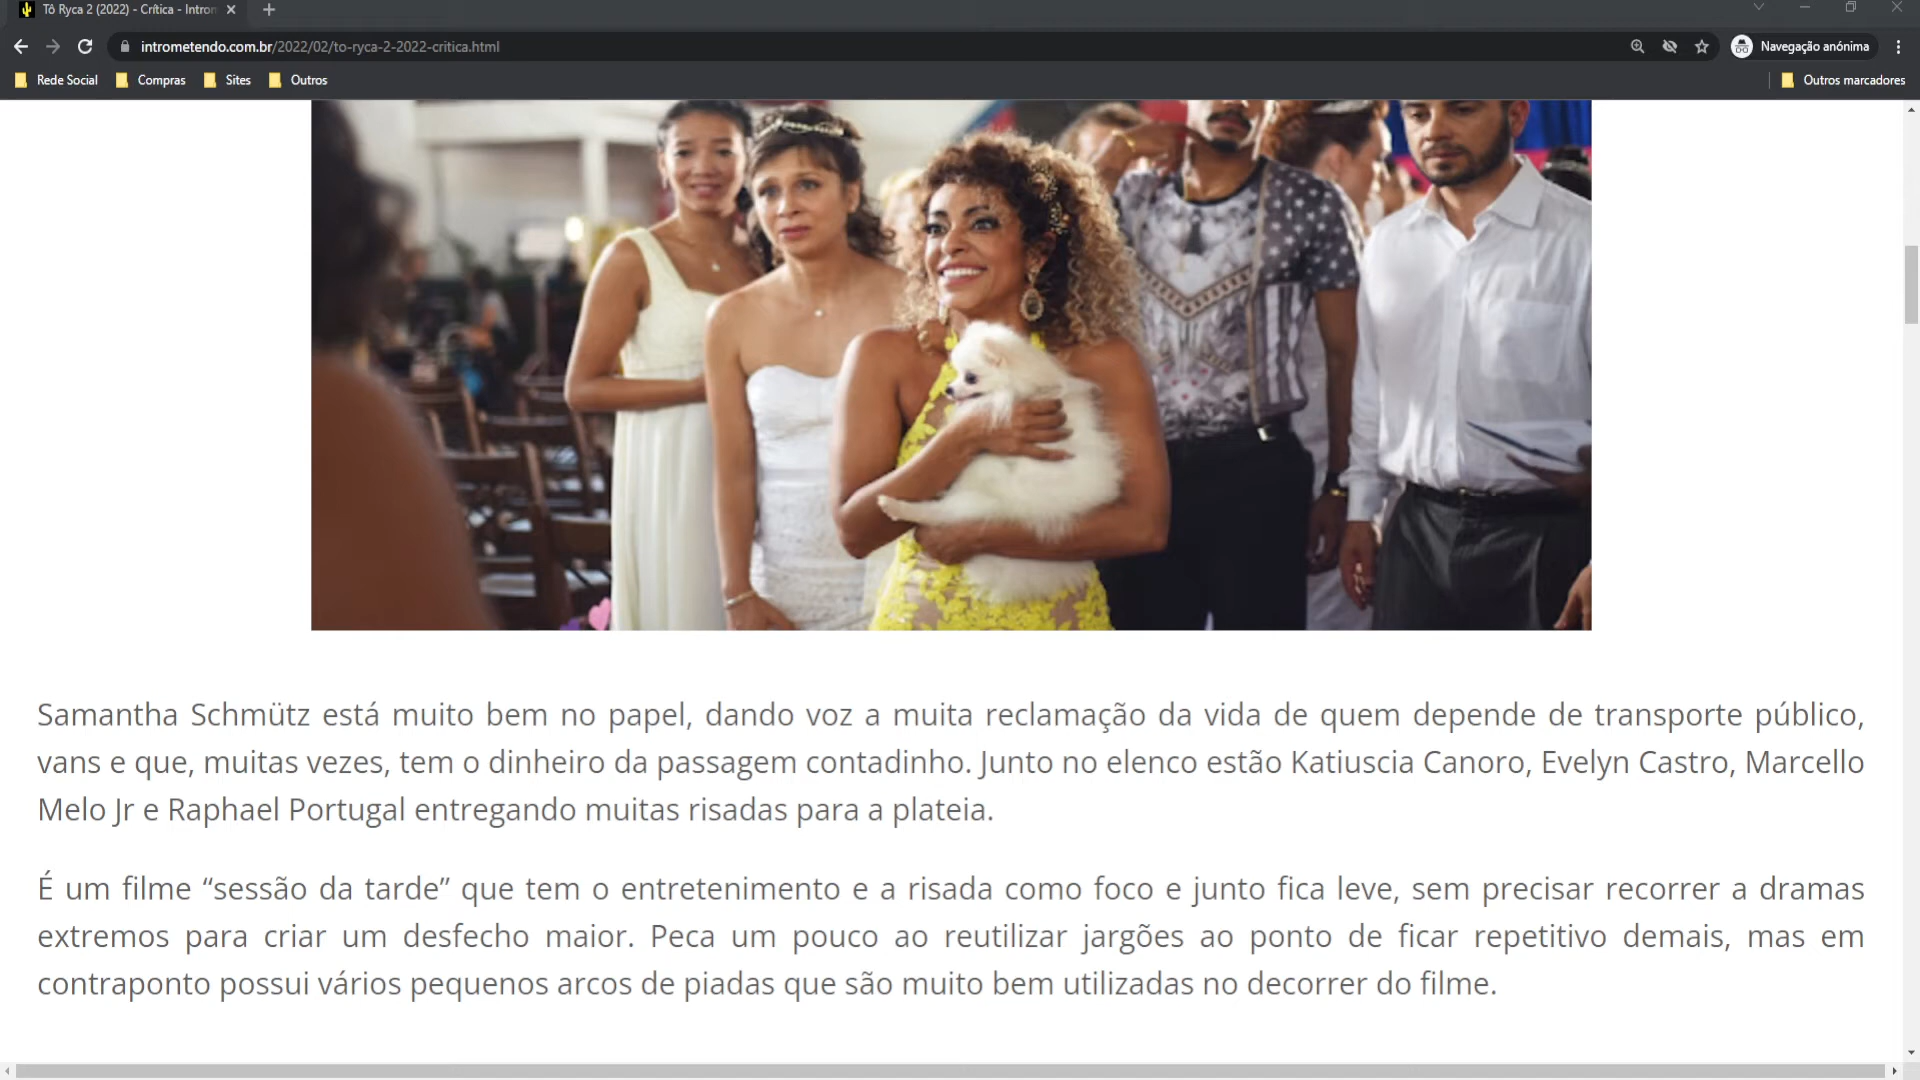 Tô Ryca 2 (2022) - Crítica - Introm
intrometendo.com.br/2022/02/to-ryca-2-2022-critica.html
Navegação anónima
Rede Social Compras Sites Outros Outros marcadores
Samantha Schmütz está muito bem no papel, dando voz a muita reclamação da vida de quem depende de transporte público,
vans e que, muitas vezes, tem o dinheiro da passagem contadinho. Junto no elenco estão Katiuscia Canoro, Evelyn Castro, Marcello
Melo Jr e Raphael Portugal entregando muitas risadas para a plateia.
É um filme “sessão da tarde” que tem o entretenimento e a risada como foco e junto fica leve, sem precisar recorrer a dramas
extremos para criar um desfecho maior. Peca um pouco ao reutilizar jargões ao ponto de ficar repetitivo demais, mas em
contraponto possui vários pequenos arcos de piadas que são muito bem utilizadas no decorrer do filme.